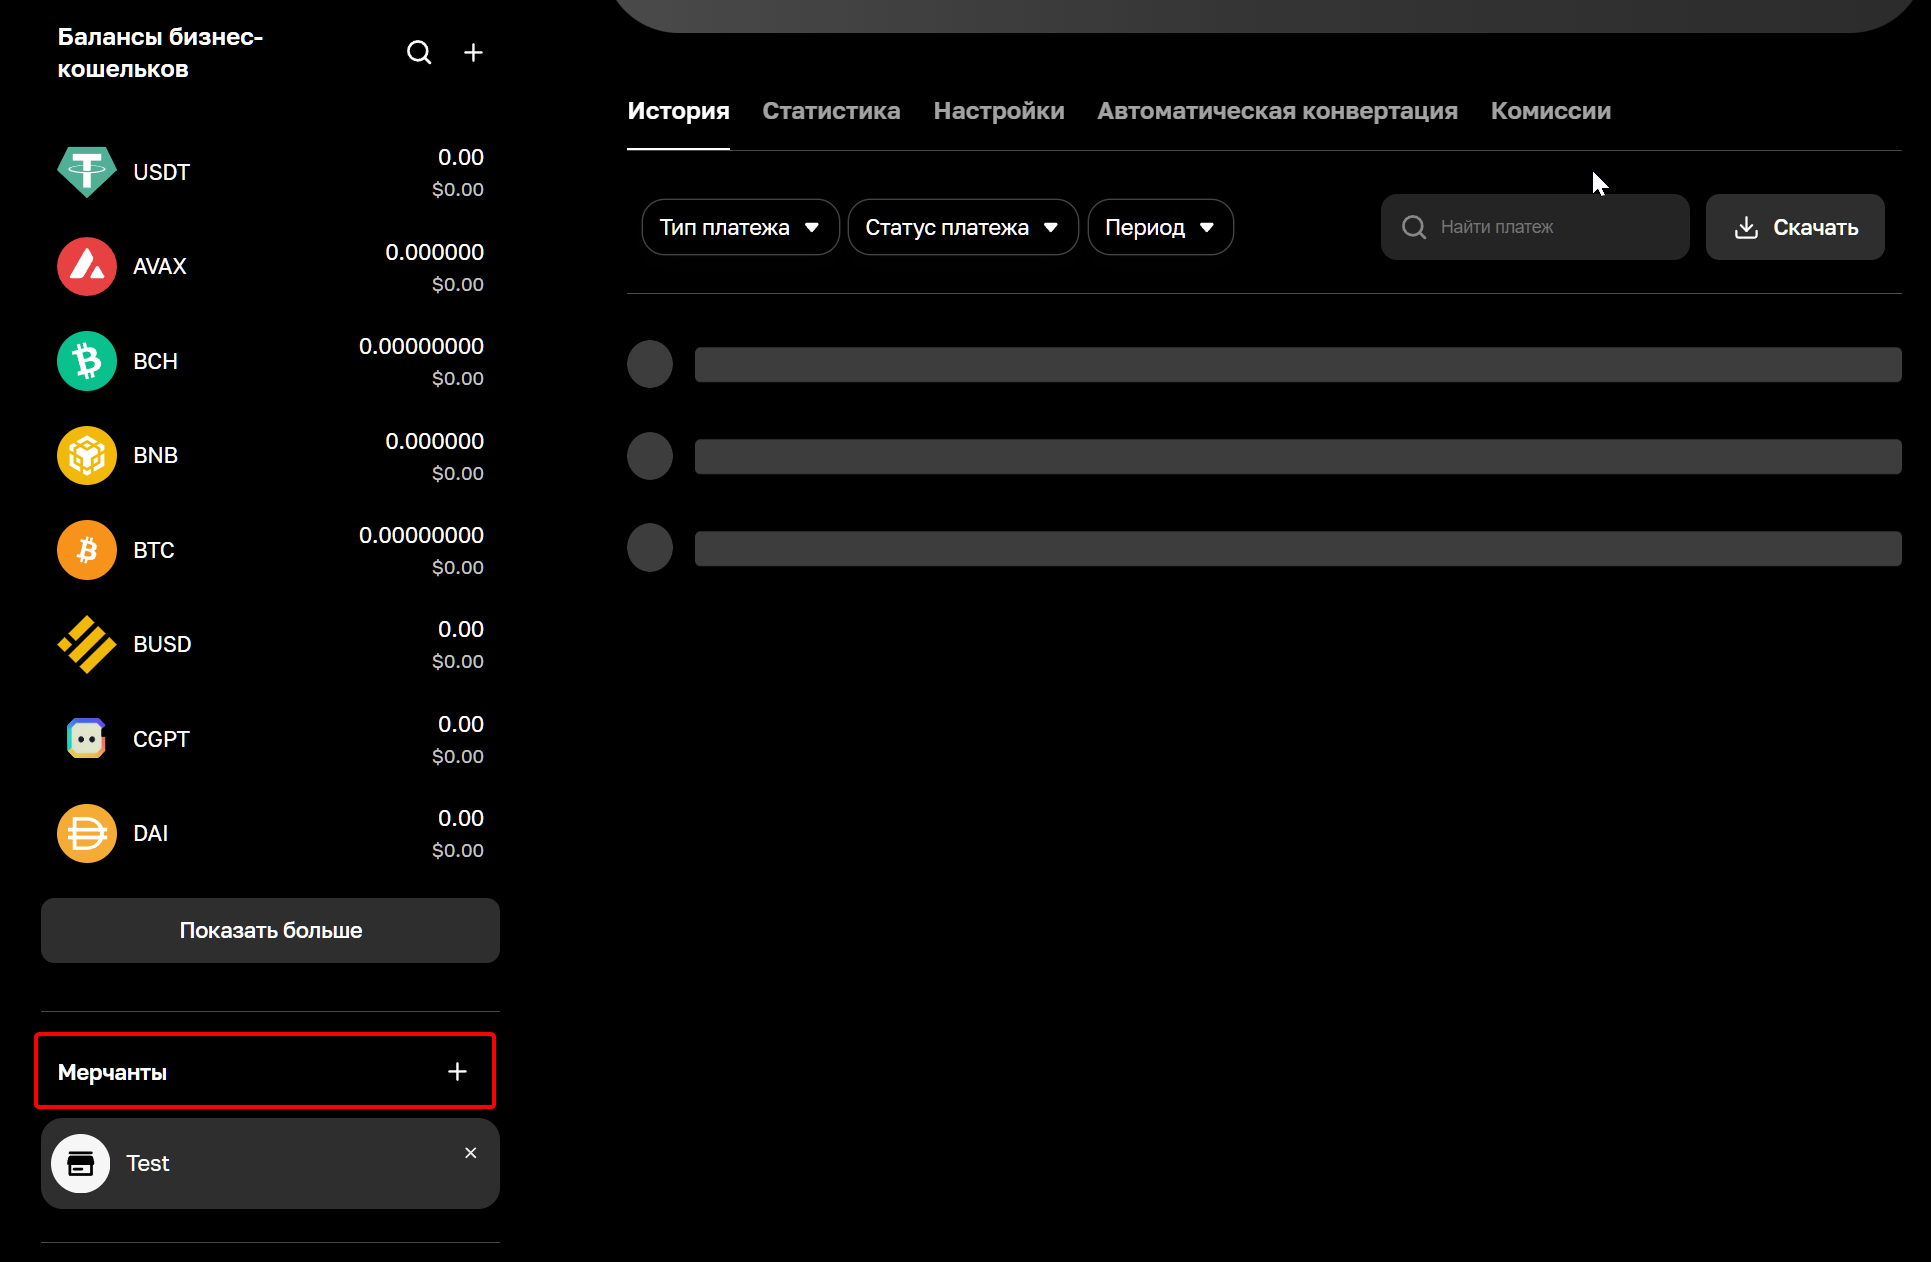 Балансы бизнес-
кошельков
USDT
0.00
$0.00
AVAX
0.000000
$0.00
BCH
0.00000000
$0.00
BNB
0.000000
$0.00
BTC
0.00000000
$0.00
BUSD
0.00
$0.00
CGPT
0.00
$0.00
DAI
0.00
$0.00
Показать больше
Мерчанты
Test
История Статистика Настройки Автоматическая конвертация Комиссии
Тип платежа Статус платежа Период Найти платеж Скачать